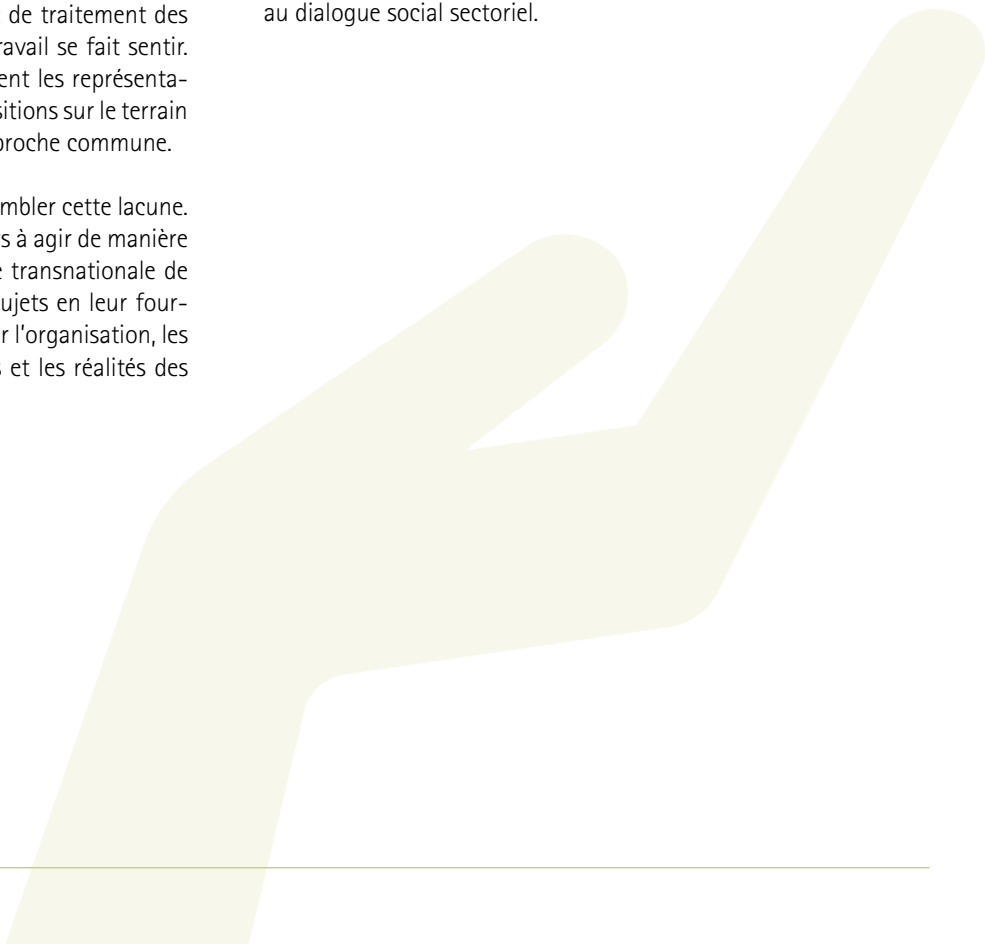 de traitement des
ravail se fait sentir.
ent les représenta-
sitions sur le terrain
proche commune.
mbler cette lacune.
s à agir de manière
e transnationale de
ujets en leur four-
r l'organisation, les
s et les réalités des
au dialogue social sectoriel.